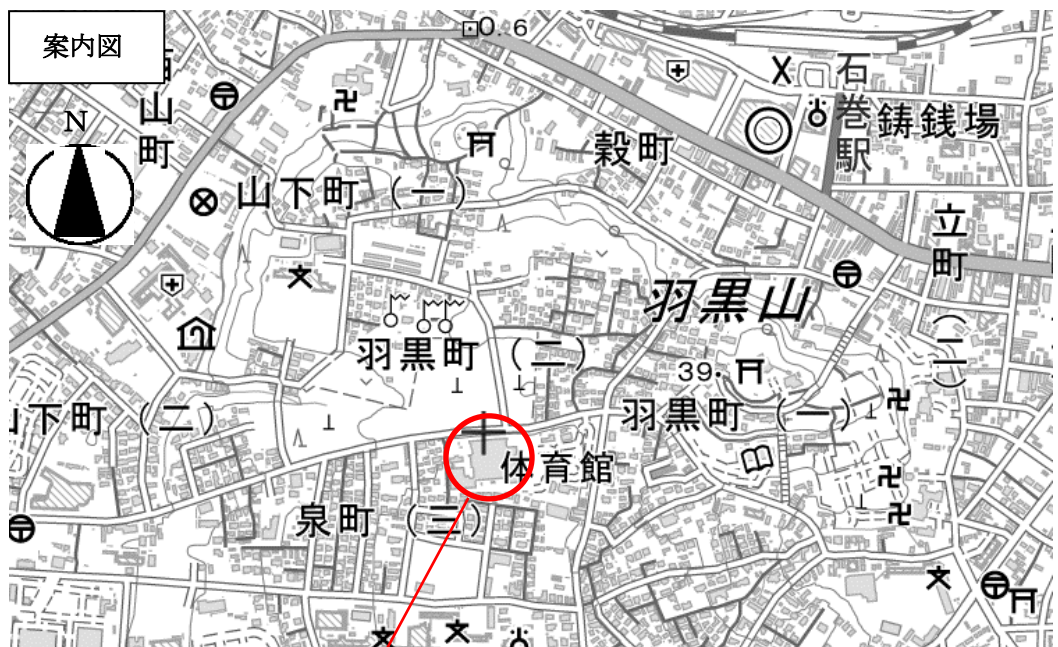 案内図
N
0.6
山町
石巻駅
鋳銭場
穀町
山下町(一)
立町(二)
羽黒山
羽黒町(二)
39.
羽黒町(一)
山下町(二)
体育館
泉町(三)